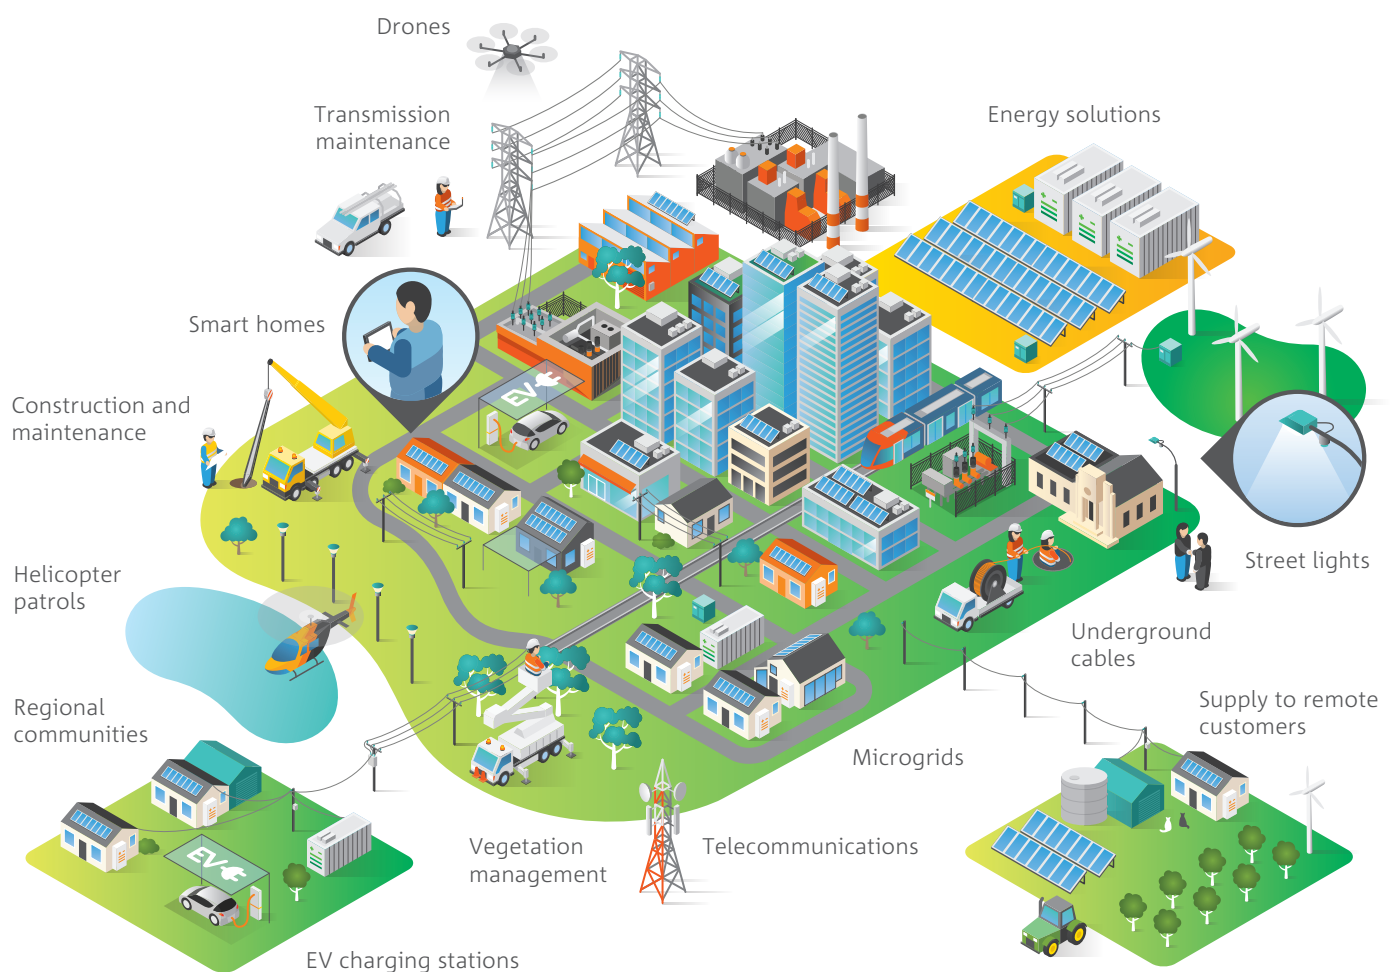 Drones
Transmission
maintenance
Energy solutions
Smart homes
Construction and
maintenance
EV
Helicopter
patrols
Street lights
Underground
cables
Regional
communities
Supply to remote
customers
Microgrids
Vegetation
management
Telecommunications
EV
EV charging stations